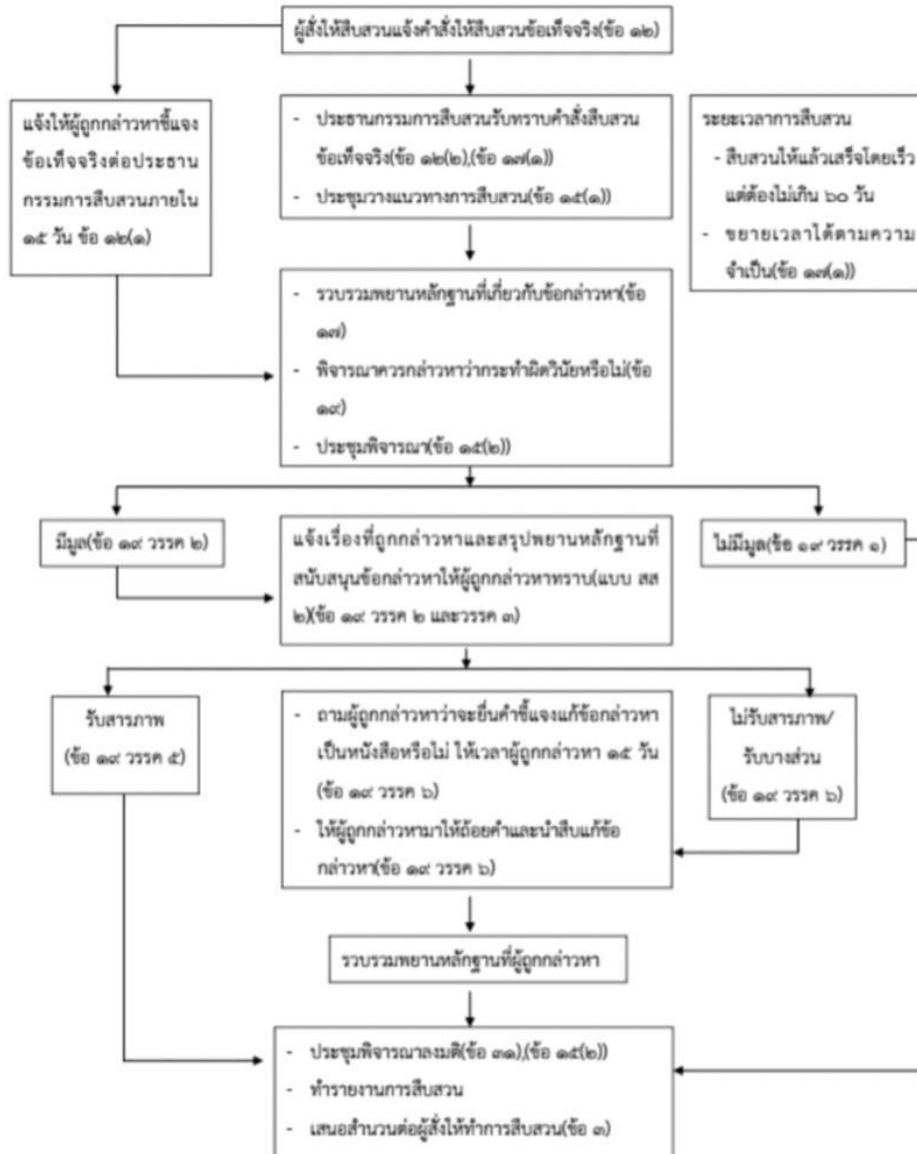 ผู้สั่งให้สืบสวนแจ้งคำสั่งให้สืบสวนข้อเท็จจริง(ข้อ ๑๒)
แจ้งให้ผู้ถูกกล่าวหาชี้แจง
ข้อเท็จจริงต่อประธาน
กรรมการสืบสวนภายใน
๑๕ วัน ข้อ ๑๒(๑)
- ประธานกรรมการสืบสวนรับทราบคำสั่งสืบสวน
ข้อเท็จจริง(ข้อ ๑๒(๒),(ข้อ ๑๗(๑))
- ประชุมวางแนวทางการสืบสวน(ข้อ ๑๕(๑))
ระยะเวลาการสืบสวน
- สืบสวนให้แล้วเสร็จโดยเร็ว
แต่ต้องไม่เกิน ๖๐ วัน
- ขยายเวลาได้ตามความ
จำเป็น(ข้อ ๑๗(๑))
- รวบรวมพยานหลักฐานที่เกี่ยวกับข้อกล่าวหา(ข้อ
๑๗)
- พิจารณาควรกล่าวหาว่ากระทำผิดวินัยหรือไม่(ข้อ
๑๙)
- ประชุมพิจารณา(ข้อ ๑๕(๒))
มีมูล(ข้อ ๑๙ วรรค ๒)
แจ้งเรื่องที่ถูกกล่าวหาและสรุปพยานหลักฐานที่
สนับสนุนข้อกล่าวหาให้ผู้ถูกกล่าวหาทราบ(แบบ สส
๒)(ข้อ ๑๙ วรรค ๒ และวรรค ๓)
ไม่มีมูล(ข้อ ๑๙ วรรค ๑)
รับสารภาพ
(ข้อ ๑๙ วรรค ๕)
- ถามผู้ถูกกล่าวหาว่าจะยื่นคำชี้แจงแก้ข้อกล่าวหา
เป็นหนังสือหรือไม่ ให้เวลาผู้ถูกกล่าวหา ๑๕ วัน
(ข้อ ๑๙ วรรค ๖)
- ให้ผู้ถูกกล่าวหามาให้ถ้อยคำและนำสืบแก้ข้อ
กล่าวหา(ข้อ ๑๙ วรรค ๖)
ไม่รับสารภาพ/
รับบางส่วน
(ข้อ ๑๙ วรรค ๖)
รวบรวมพยานหลักฐานที่ผู้ถูกกล่าวหา
- ประชุมพิจารณาลงมติ(ข้อ ๓๑),(ข้อ ๑๕(๒))
- ทำรายงานการสืบสวน
- เสนอสำนวนต่อผู้สั่งให้ทำการสืบสวน(ข้อ ๓)